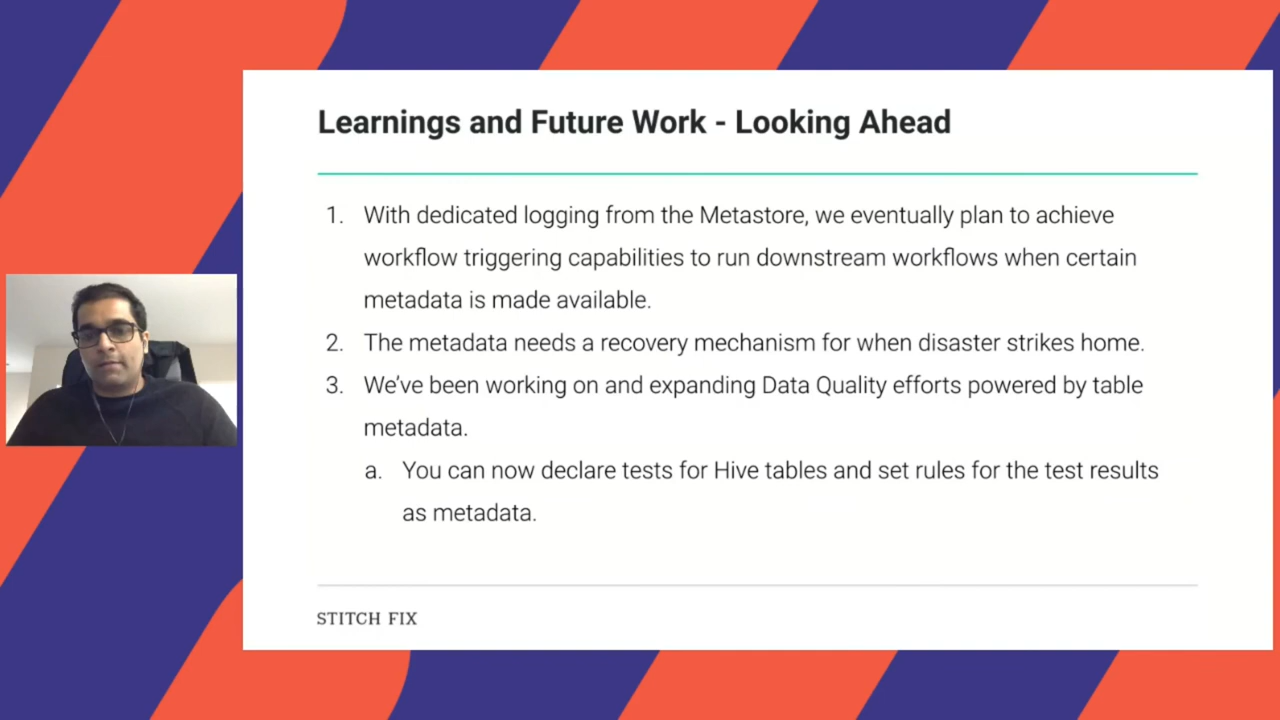 Learnings and Future Work - Looking Ahead
1. With dedicated logging from the Metastore, we eventually plan to achieve
workflow triggering capabilities to run downstream workflows when certain
metadata is made available.
2. The metadata needs a recovery mechanism for when disaster strikes home.
3. We’ve been working on and expanding Data Quality efforts powered by table
metadata.
a. You can now declare tests for Hive tables and set rules for the test results
as metadata.
STITCH FIX